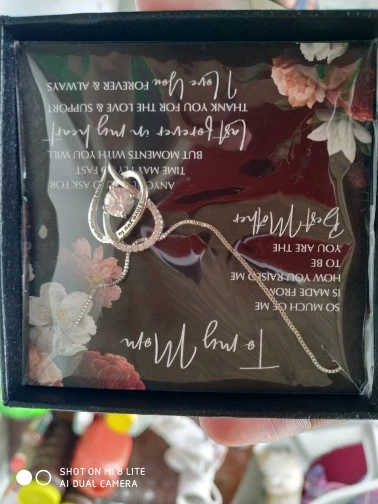 To my Mom
SO MUCH OF ME
IS MADE FROM
HOW YOU RAISED ME
TO BE
YOU ARE THE
Best Mother
ASK FOR
TIME MAY FLY FAST
BUT MOMENTS WITH YOU WILL
Last forever in my heart
THANK YOU FOR THE LOVE & SUPPORT
I love You FOREVER & ALWAYS
SHOT ON MI 8 LITE
AI DUAL CAMERA